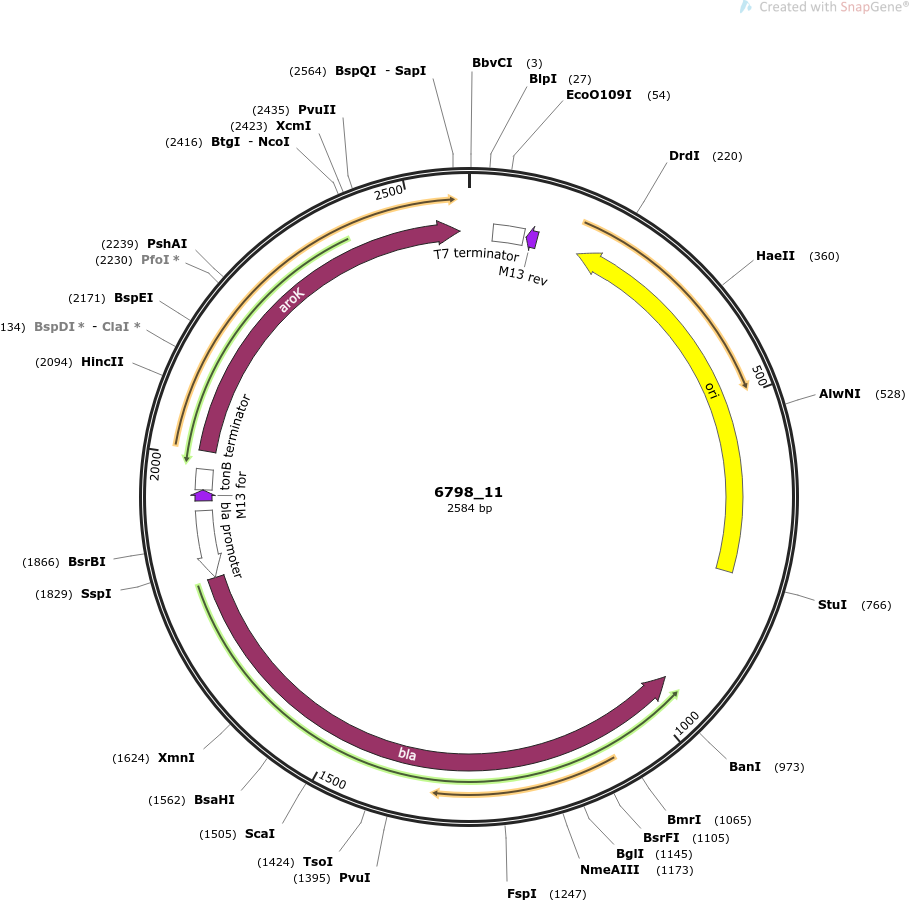 Created with SnapGene®
(2564) BspQI - SapI
BbvCI (3)
BlpI (27)
EcoO109I (54)
(2435) PvuII
(2423) XcmI
(2416) BtgI - NcoI
DrdI (220)
2500
(2239) PshAI
(2230) PfoI *
T7 terminator
M13 rev
HaeII (360)
aroK
(2171) BspEI
134) BspDI * - ClaI *
(2094) HincII
500
ori
AlwNI (528)
2000
tonB terminator
M13 for
bla promoter
6798_11
2584 bp
(1866) BsrBI
(1829) SspI
StuI (766)
1000
(1624) XmnI
bla
BanI (973)
1500
(1562) BsaHI
(1505) ScaI
BmrI (1065)
BsrFI (1105)
BglI (1145)
(1424) TsoI
NmeAIII (1173)
(1395) PvuI
FspI (1247)